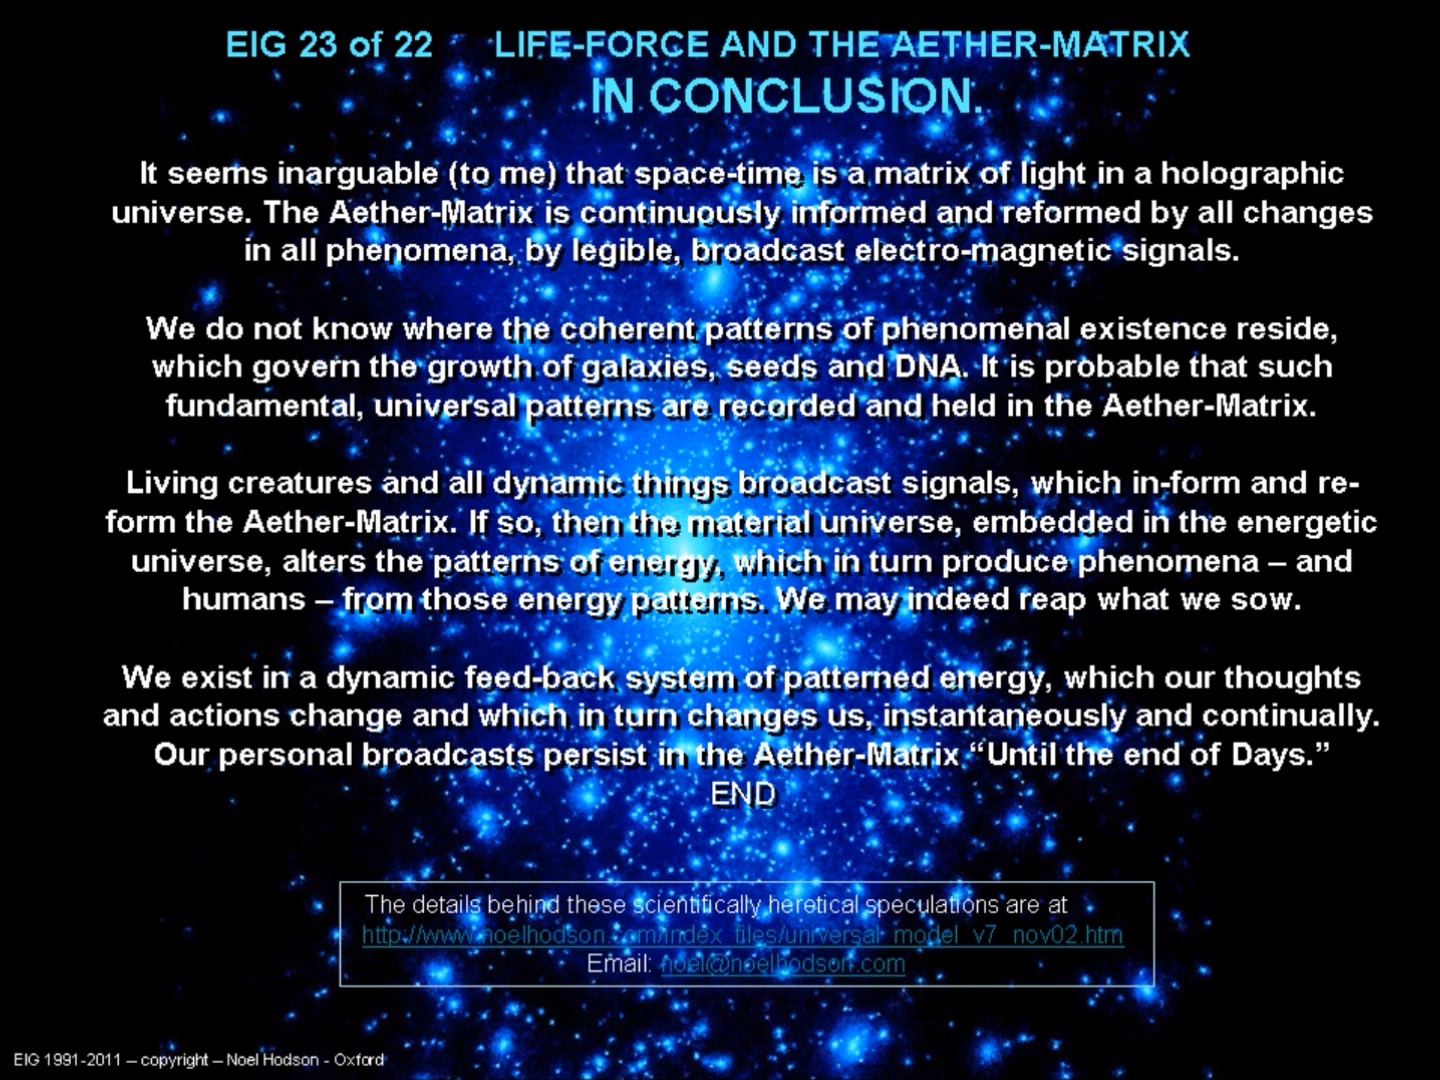 EIG 23 of 22 LIFE-FORCE AND THE AETHER-MATRIX
IN CONCLUSION.
It seems inarguable (to me) that space-time is a matrix of light in a holographic
universe. The Aether-Matrix is continuously informed and reformed by all changes
in all phenomena, by legible, broadcast electro-magnetic signals.
We do not know where the coherent patterns of phenomenal existence reside,
which govern the growth of galaxies, seeds and DNA. It is probable that such
fundamental, universal patterns are recorded and held in the Aether-Matrix.
Living creatures and all dynamic things broadcast signals, which in-form and re-
form the Aether-Matrix. If so, then the material universe, embedded in the energetic
universe, alters the patterns of energy, which in turn produce phenomena – and
humans – from those energy patterns. We may indeed reap what we sow.
We exist in a dynamic feed-back system of patterned energy, which our thoughts
and actions change and which in turn changes us, instantaneously and continually.
Our personal broadcasts persist in the Aether-Matrix “Until the end of Days.”
END
The details behind these scientifically heretical speculations are at
http://www.noelhodson.com/index_files/universal_model_v7_nov02.htm
Email: noel@noelhodson.com
EIG 1991-2011 – copyright – Noel Hodson - Oxford